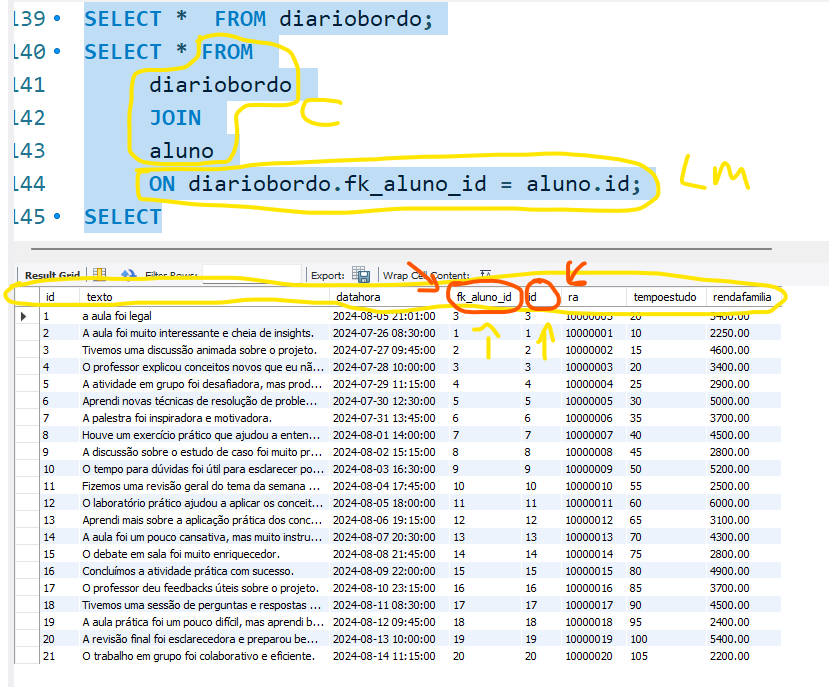 139 SELECT * FROM diariobordo;
140 SELECT * FROM
141 diariobordo
142 JOIN
143 aluno
144 ON diariobordo.fk_aluno_id = aluno.id;
145 SELECT
Result Grid Filter Rows: Export: Wrap Cell Content:
id texto datahora fk_aluno_id id ra tempoestudo rendafamilia
1 a aula foi legal 2024-08-05 21:01:00 3 3 10000003 20 3400.00
2 A aula foi muito interessante e cheia de insights. 2024-07-26 08:30:00 1 1 10000001 10 2250.00
3 Tivemos uma discussão animada sobre o projeto. 2024-07-27 09:45:00 2 2 10000002 15 4600.00
4 O professor explicou conceitos novos que eu nã... 2024-07-28 10:00:00 3 3 10000003 20 3400.00
5 A atividade em grupo foi desafiadora, mas prod... 2024-07-29 11:15:00 4 4 10000004 25 2900.00
6 Aprendi novas técnicas de resolução de proble... 2024-07-30 12:30:00 5 5 10000005 30 5000.00
7 A palestra foi inspiradora e motivadora. 2024-07-31 13:45:00 6 6 10000006 35 3700.00
8 Houve um exercício prático que ajudou a enten... 2024-08-01 14:00:00 7 7 10000007 40 4500.00
9 A discussão sobre o estudo de caso foi muito pr... 2024-08-02 15:15:00 8 8 10000008 45 2800.00
10 O tempo para dúvidas foi útil para esclarecer po... 2024-08-03 16:30:00 9 9 10000009 50 5200.00
11 Fizemos uma revisão geral do tema da semana ... 2024-08-04 17:45:00 10 10 10000010 55 2500.00
12 O laboratório prático ajudou a aplicar os conceit... 2024-08-05 18:00:00 11 11 10000011 60 6000.00
13 Aprendi mais sobre a aplicação prática dos conc... 2024-08-06 19:15:00 12 12 10000012 65 3100.00
14 A aula foi um pouco cansativa, mas muito instru... 2024-08-07 20:30:00 13 13 10000013 70 4300.00
15 O debate em sala foi muito enriquecedor. 2024-08-08 21:45:00 14 14 10000014 75 2800.00
16 Concluímos a atividade prática com sucesso. 2024-08-09 22:00:00 15 15 10000015 80 4900.00
17 O professor deu feedbacks úteis sobre o projeto. 2024-08-10 23:15:00 16 16 10000016 85 3700.00
18 Tivemos uma sessão de perguntas e respostas ... 2024-08-11 08:30:00 17 17 10000017 90 4500.00
19 A aula prática foi um pouco difícil, mas aprendi b... 2024-08-12 09:45:00 18 18 10000018 95 2400.00
20 A revisão final foi esclarecedora e preparou be... 2024-08-13 10:00:00 19 19 10000019 100 5400.00
21 O trabalho em grupo foi colaborativo e eficiente. 2024-08-14 11:15:00 20 20 10000020 105 2200.00